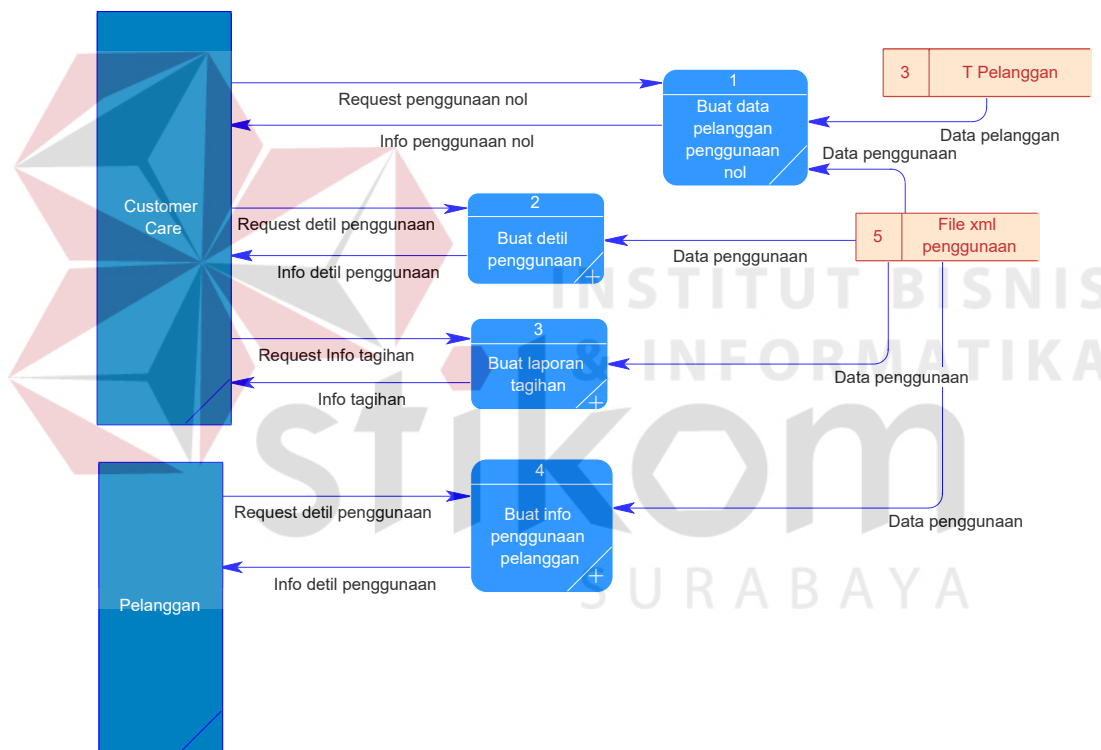 Customer
Care
Request penggunaan nol
Info penggunaan nol
1
Buat data
pelanggan
penggunaan
nol
3
T Pelanggan
Data pelanggan
Data penggunaan
Request detil penggunaan
Info detil penggunaan
2
Buat detil
penggunaan
Data penggunaan
5
File xml
penggunaan
Request Info tagihan
Info tagihan
3
Buat laporan
tagihan
Data penggunaan
Pelanggan
Request detil penggunaan
Info detil penggunaan
4
Buat info
penggunaan
pelanggan
Data penggunaan
INSTITUT BISNIS
& INFORMATIKA
stikom
SURABAYA